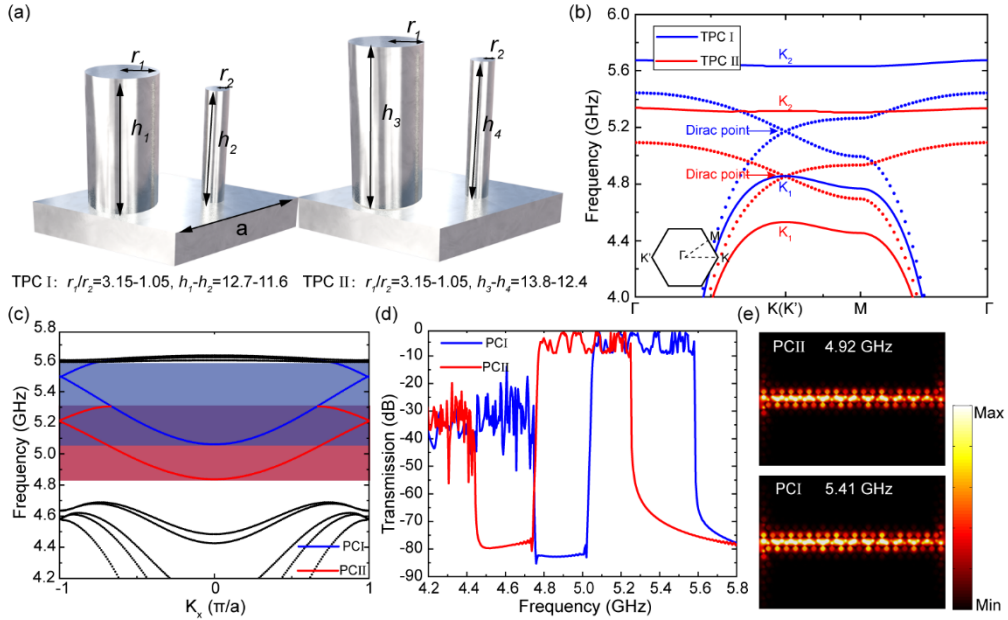 (a)
r₁
r₂
h₁
h₂
a
r₁
r₂
h₃
h₄
TPC I: r₁/r₂=3.15-1.05, h₁-h₂=12.7-11.6
TPC II: r₁/r₂=3.15-1.05, h₃-h₄=13.8-12.4
(b)
6.0
5.6
5.2
4.8
4.4
4.0
Frequency (GHz)
TPC I
TPC II
K₂
K₂
Dirac point
Dirac point
K₁
K₁
M
K'
Γ
K
Γ
K(K')
M
Γ
(c)
5.8
5.6
5.4
5.2
5.0
4.8
4.6
4.4
4.2
Frequency (GHz)
PCI
PCII
-1
0
1
Kₓ (π/a)
(d)
0
-10
-20
-30
-40
-50
-60
-70
-80
-90
Transmission (dB)
PCI
PCII
4.2 4.4 4.6 4.8 5.0 5.2 5.4 5.6 5.8
Frequency (GHz)
(e)
PCII 4.92 GHz
PCI 5.41 GHz
Max
Min